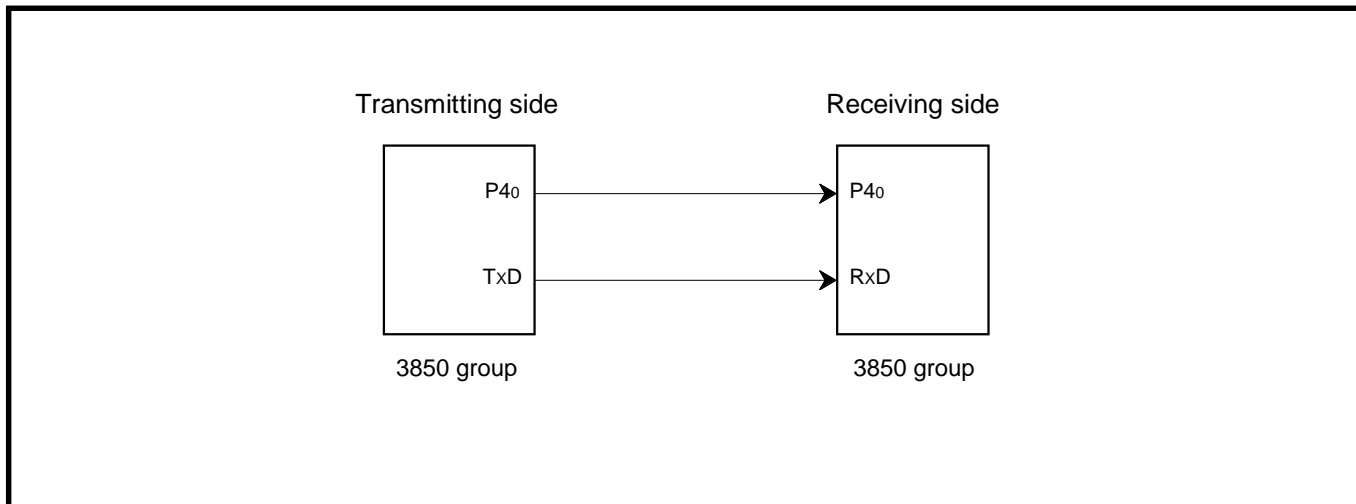 Transmitting side
Receiving side
P40
P40
TxD
RxD
3850 group
3850 group